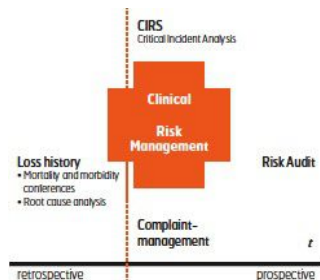 CIRS
Critical Incident Analysis
Clinical
Risk
Management
Loss history
• Mortality and morbidity
conferences
• Root cause analysis
Risk Audit
Complaint-
management
t
retrospective
prospective